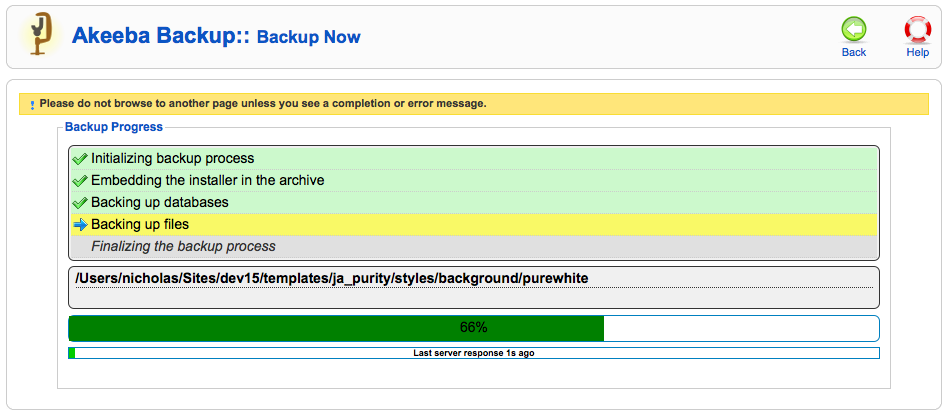 Akeeba Backup:: Backup Now
Back
Help
! Please do not browse to another page unless you see a completion or error message.
Backup Progress
Initializing backup process
Embedding the installer in the archive
Backing up databases
Backing up files
Finalizing the backup process
/Users/nicholas/Sites/dev15/templates/ja_purity/styles/background/purewhite
66%
Last server response 1s ago